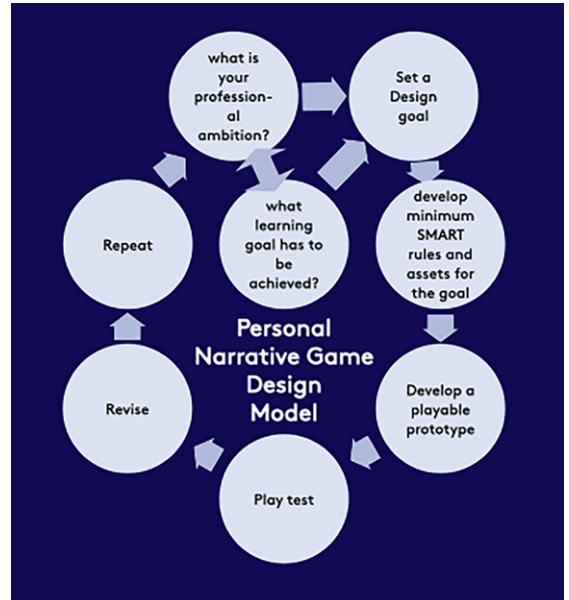 what is
your
profession-
al
ambition?
Set a
Design
goal
Repeat
what
learning
goal has to
be
achieved?
develop
minimum
SMART
rules and
assets for
the goal
Personal
Narrative Game
Design
Model
Revise
Develop a
playable
prototype
Play test